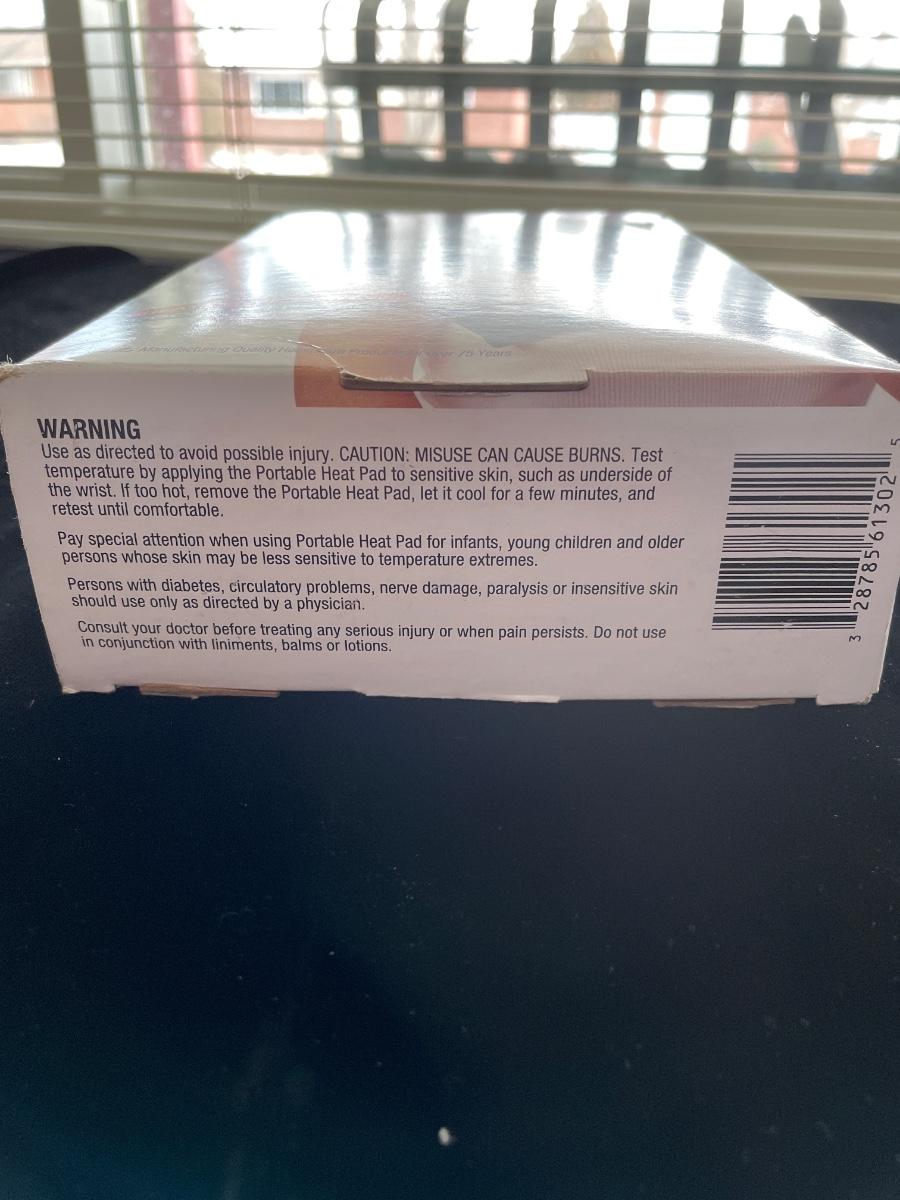 Manufacturing Quality
75 Years
WARNING
Use as directed to avoid possible injury. CAUTION: MISUSE CAN CAUSE BURNS. Test
temperature by applying the Portable Heat Pad to sensitive skin, such as underside of
the wrist. If too hot, remove the Portable Heat Pad, let it cool for a few minutes, and
retest until comfortable.
Pay special attention when using Portable Heat Pad for infants, young children and older
persons whose skin may be less sensitive to temperature extremes.
Persons with diabetes, circulatory problems, nerve damage, paralysis or insensitive skin
should use only as directed by a physician.
Consult your doctor before treating any serious injury or when pain persists. Do not use
in conjunction with liniments, balms or lotions.
3 28785 61302 5